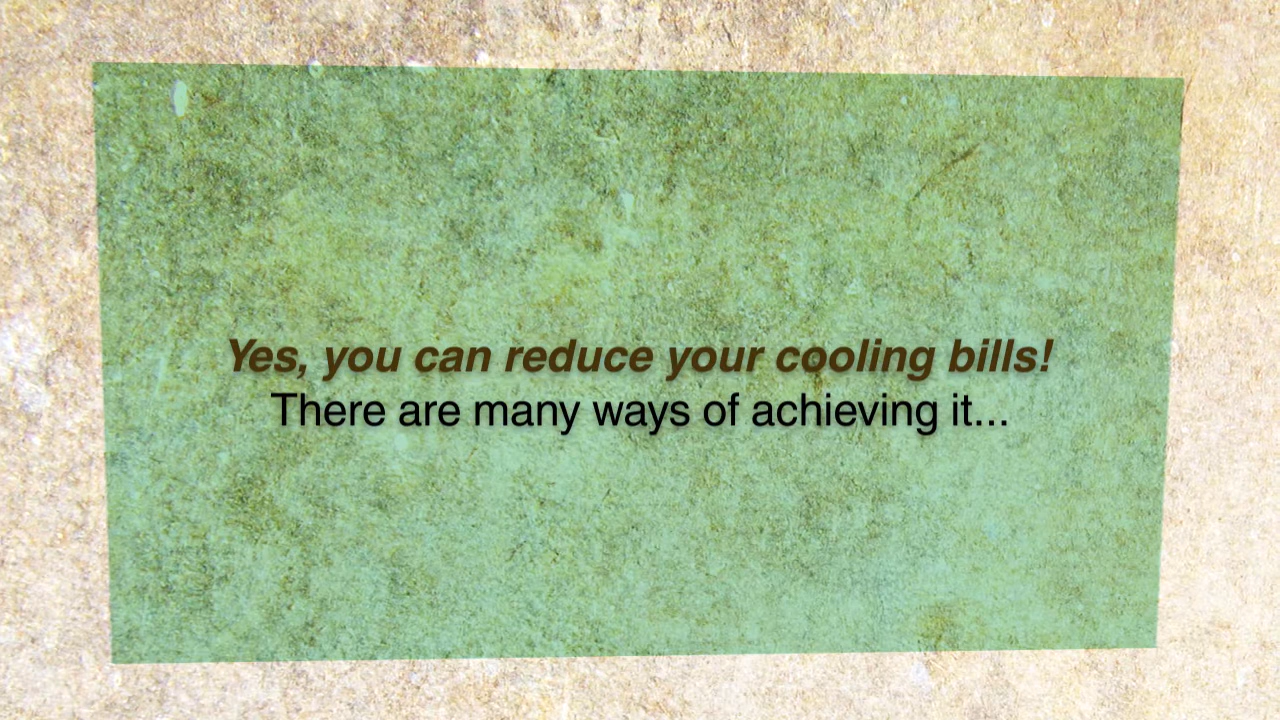 Yes, you can reduce your cooling bills!
There are many ways of achieving it...